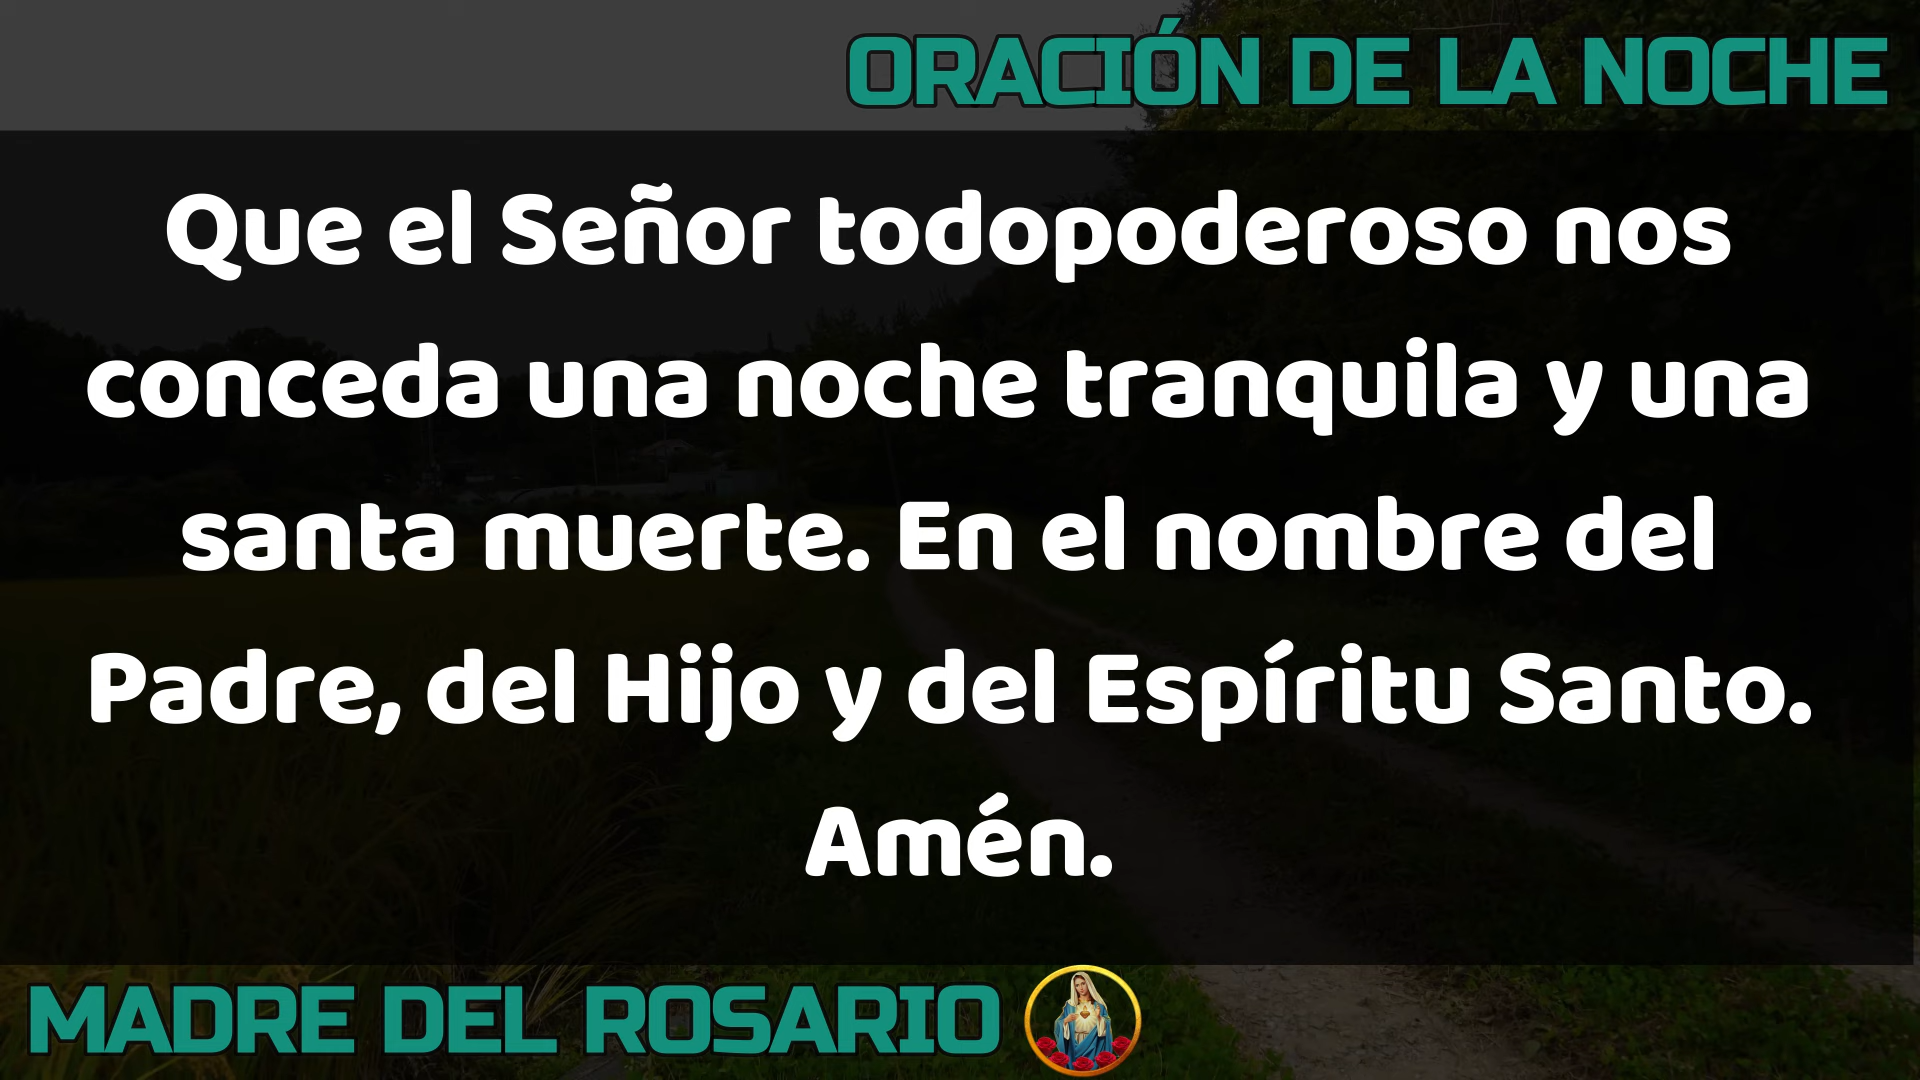 ORACIÓN DE LA NOCHE
Que el Señor todopoderoso nos
conceda una noche tranquila y una
santa muerte. En el nombre del
Padre, del Hijo y del Espíritu Santo.
Amén.
MADRE DEL ROSARIO